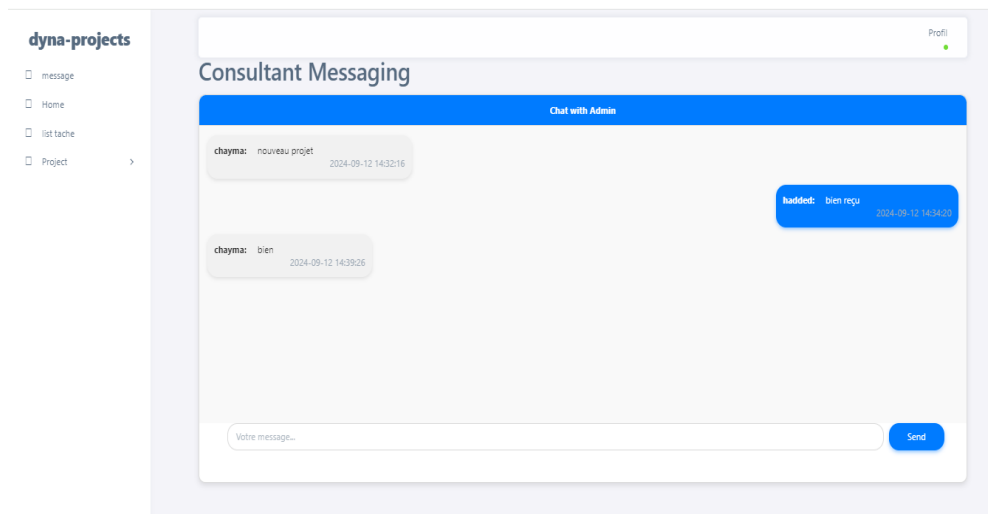 dyna-projects
message
Home
list tache
Project
Profil
Consultant Messaging
Chat with Admin
chayma: nouveau projet
2024-09-12 14:32:16
hadded: bien reçu
2024-09-12 14:34:20
chayma: bien
2024-09-12 14:39:26
Votre message...
Send